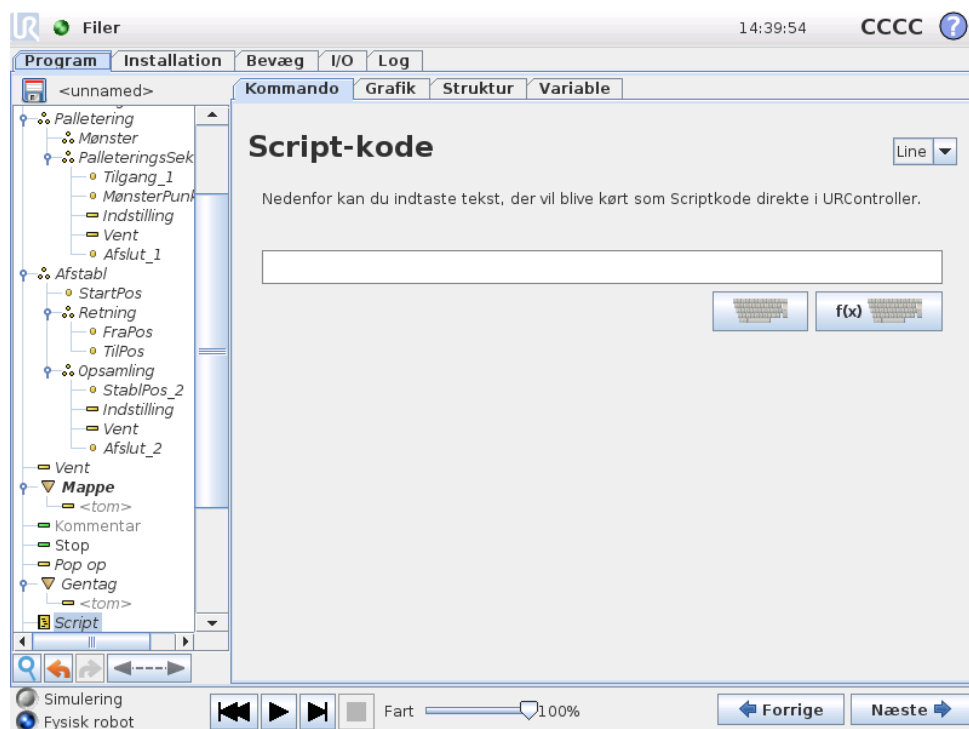 UR Filer 14:39:54 CCCC ?
Program Installation Bevæg I/O Log
<unnamed>
Kommando Grafik Struktur Variable
Palletering
Mønster
PalleteringsSek
Tilgang_1
MønsterPunk
Indstilling
Vent
Afslut_1
Afstabl
StartPos
Retning
FraPos
TilPos
Opsamling
StablPos_2
Indstilling
Vent
Afslut_2
Vent
Mappe
<tom>
Kommentar
Stop
Pop op
Gentag
<tom>
Script
Script-kode
Line
Nedenfor kan du indtaste tekst, der vil blive kørt som Scriptkode direkte i URController.
f(x)
Simulering
Fysisk robot
Fart 100%
Forrige Næste